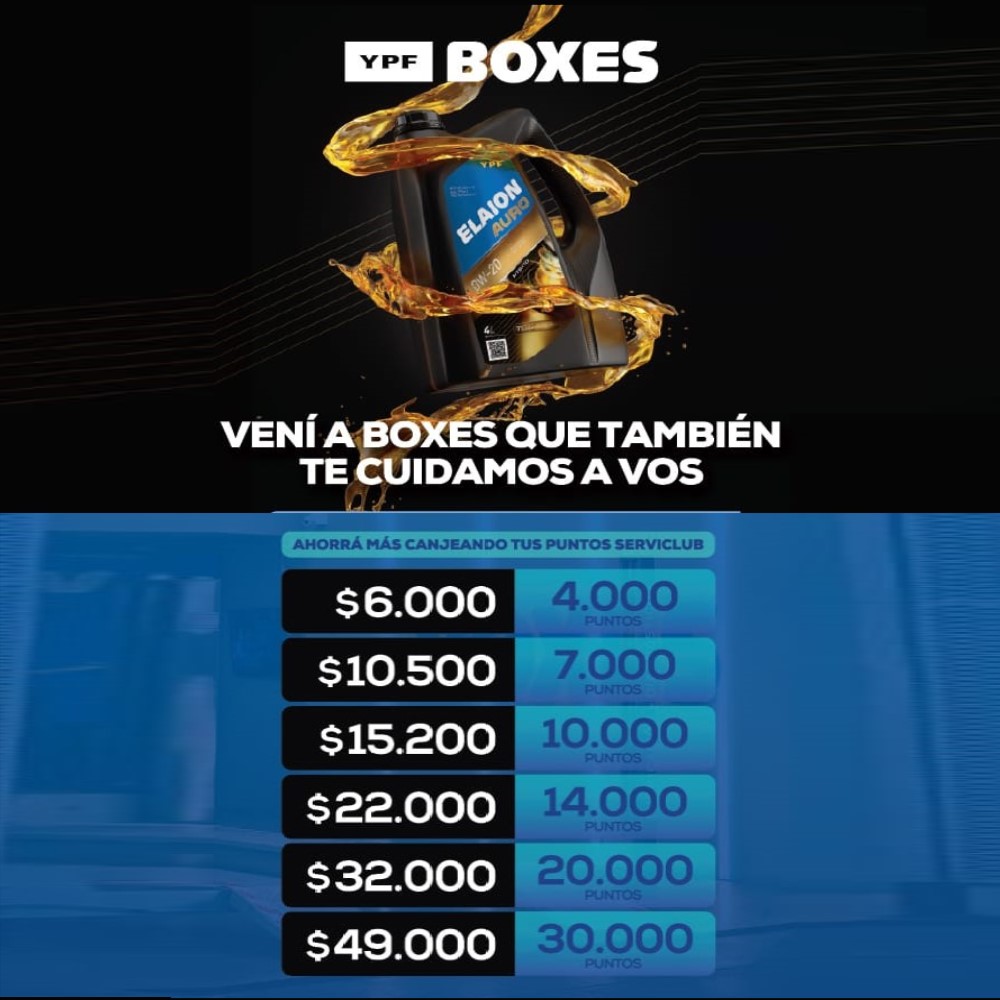 YPF BOXES
YPF
ELAION
AURO
0W-20
4L
VENÍ A BOXES QUE TAMBIÉN
TE CUIDAMOS A VOS
AHORRÁ MÁS CANJEANDO TUS PUNTOS SERVICLUB
$6.000 4.000
PUNTOS
$10.500 7.000
PUNTOS
$15.200 10.000
PUNTOS
$22.000 14.000
PUNTOS
$32.000 20.000
PUNTOS
$49.000 30.000
PUNTOS